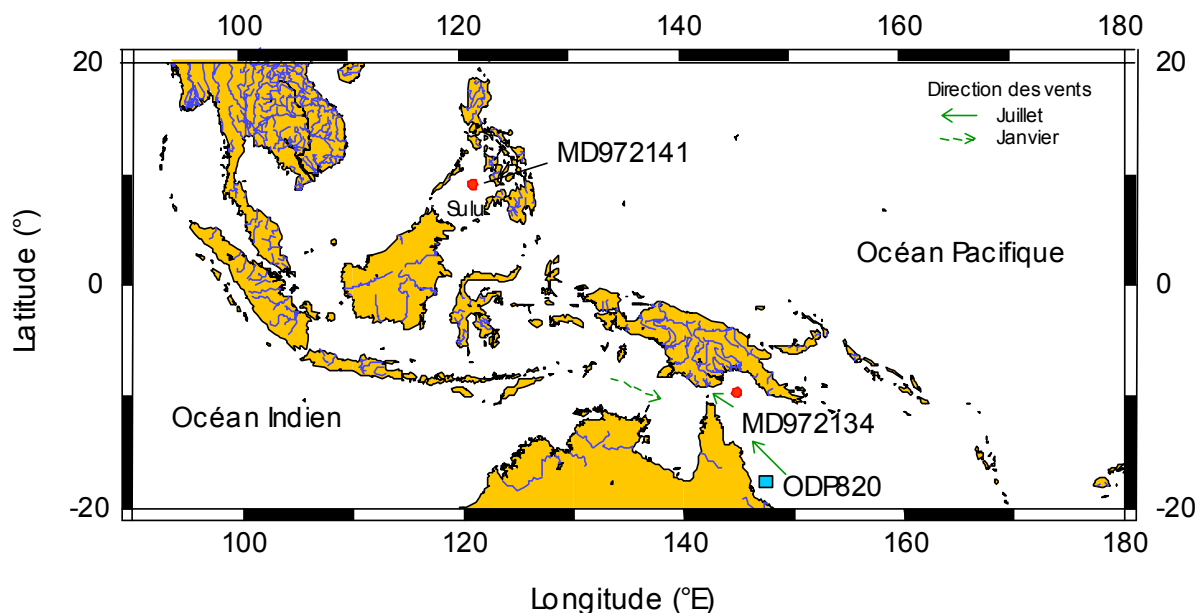 100 120 140 160 180
20 20
Direction des vents
Juillet
Janvier
MD972141
Sulu
Océan Pacifique
Latitude (°)
0 0
Océan Indien
MD972134
ODP820
-20 -20
100 120 140 160 180
Longitude (°E)